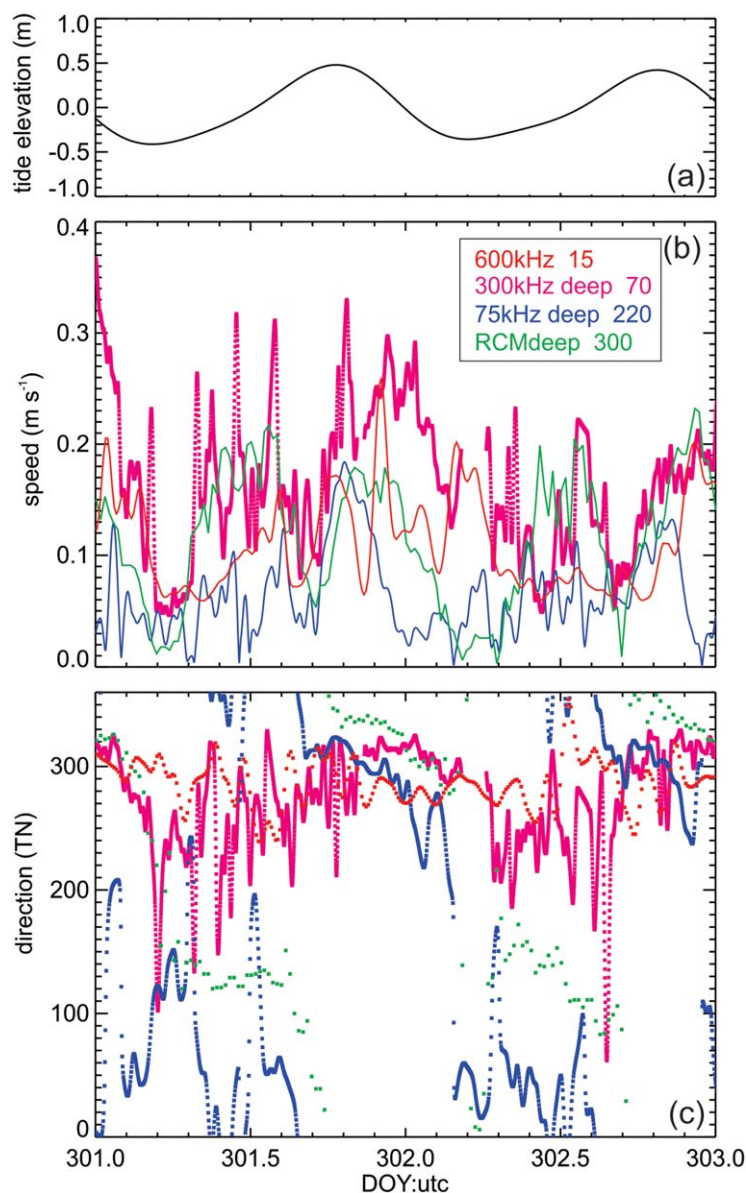 1.0
0.5
0.0
-0.5
-1.0
tide elevation (m)
(a)
0.4
0.3
0.2
0.1
0.0
speed (m s⁻¹)
(b)
600kHz 15
300kHz deep 70
75kHz deep 220
RCMdeep 300
300
200
100
0
direction (TN)
(c)
301.0 301.5 302.0 302.5 303.0
DOY:utc